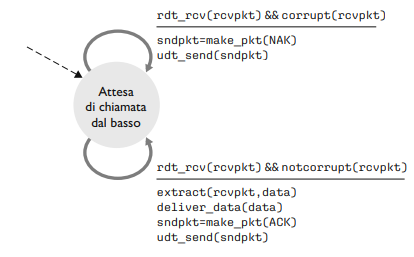 rdt_rcv(rcvpkt) && corrupt(rcvpkt)
sndpkt=make_pkt(NAK)
udt_send(sndpkt)
Attesa
di chiamata
dal basso
rdt_rcv(rcvpkt) && notcorrupt(rcvpkt)
extract(rcvpkt,data)
deliver_data(data)
sndpkt=make_pkt(ACK)
udt_send(sndpkt)